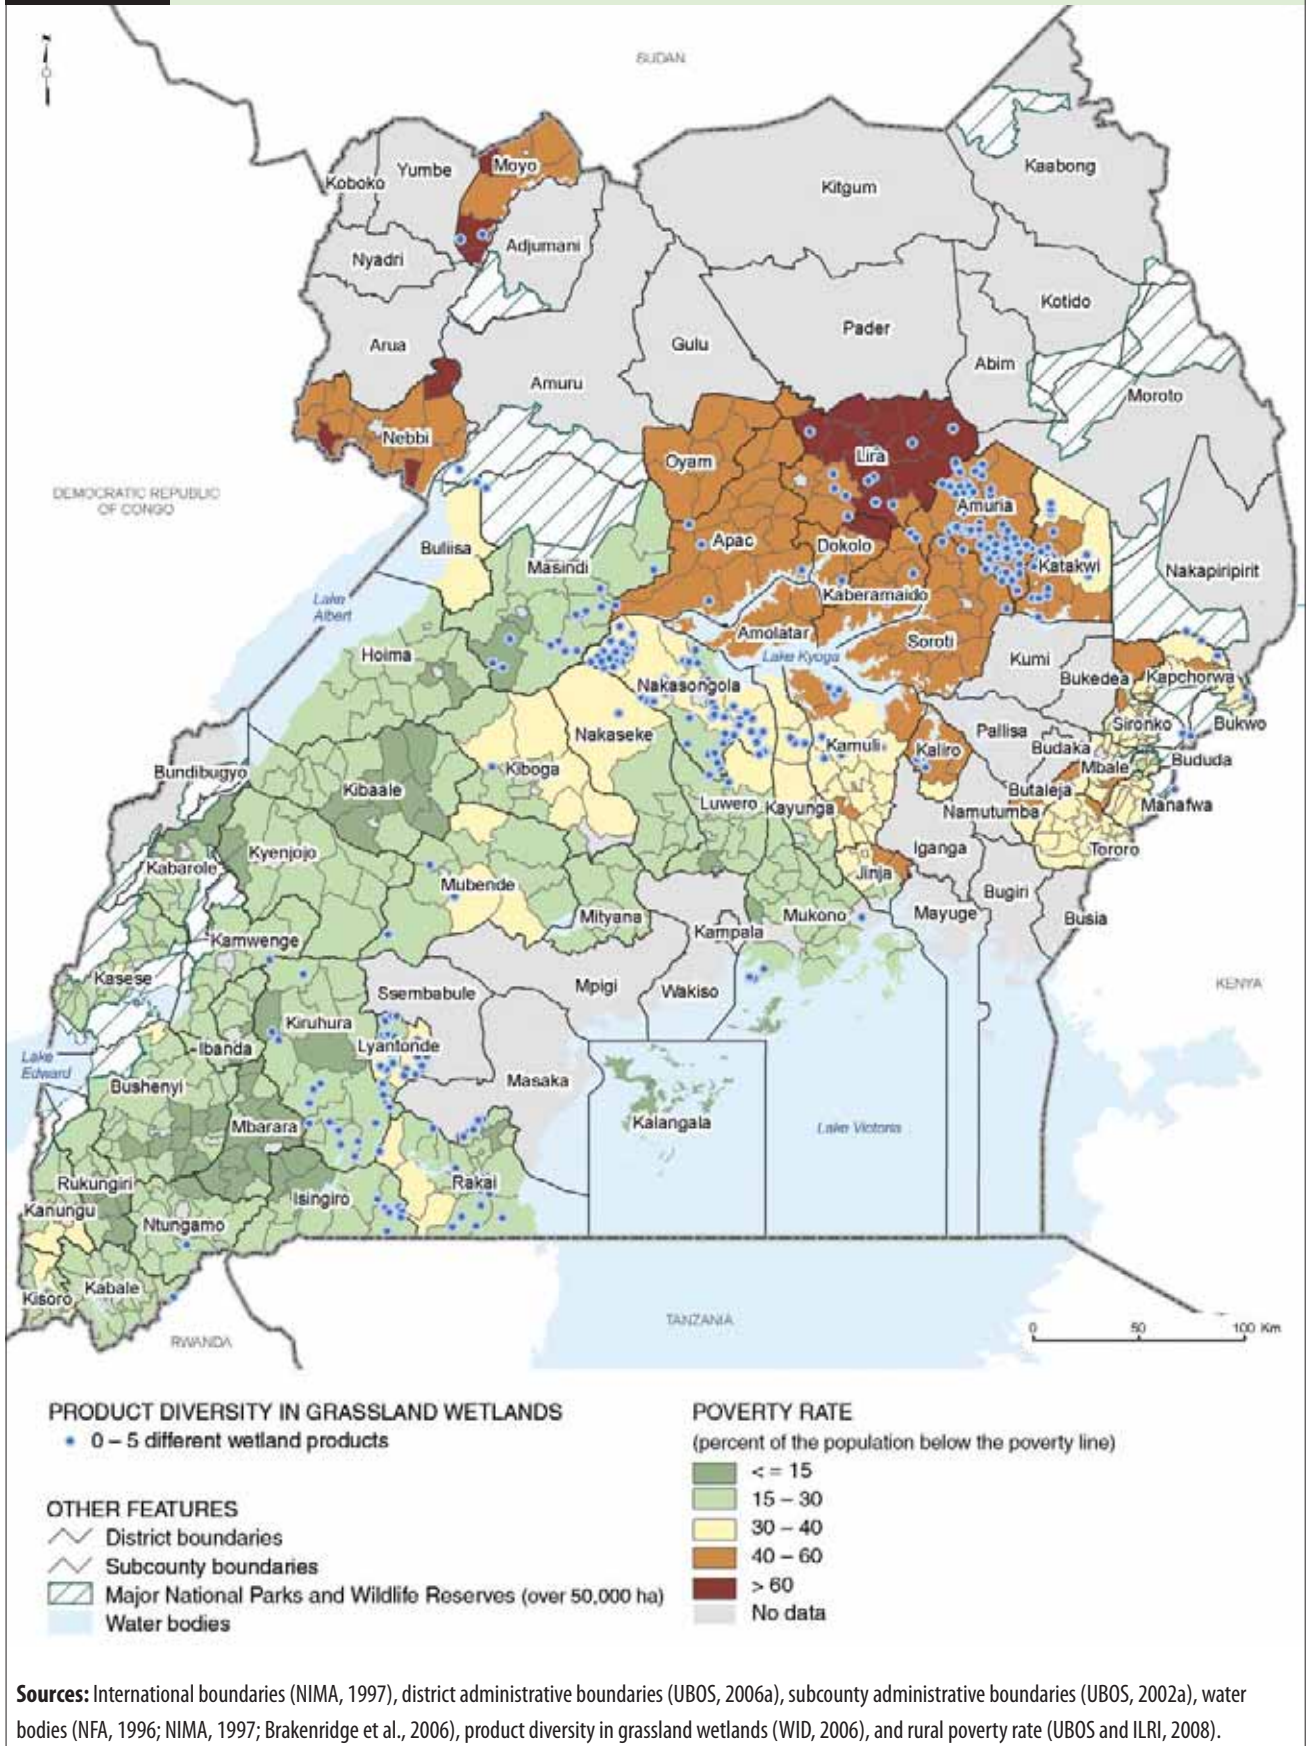 N
SUDAN
Kaabong
Moyo
Yumbe
Koboko
Kitgum
Adjumani
Nyadri
Kotido
Pader
Arua
Gulu
Abim
Amuru
Moroto
Nebbi
Lira
Oyam
DEMOCRATIC REPUBLIC
OF CONGO
Amuria
Apac
Dokolo
Buliisa
Masindi
Katakwi
Nakapiripirit
Kaberamaido
Lake
Albert
Amolatar
Soroti
Hoima
Lake Kyoga
Kumi
Bukedea
Kapchorwa
Nakasongola
Sironko
Bukwo
Nakaseke
Pallisa
Kamuli
Kaliro
Budaka
Bududa
Mbale
Bundibugyo
Kiboga
Kibaale
Butaleja
Luwero
Kayunga
Manafwa
Namutumba
Kyenjojo
Iganga
Tororo
Kabarole
Jinja
Mubende
Bugiri
Mityana
Mukono
Mayuge
Busia
Kampala
Kamwenge
Kasese
Ssembabule
Mpigi
Wakiso
KENYA
Kiruhura
Ibanda
Lyantonde
Lake
Edward
Bushenyi
Masaka
Mbarara
Kalangala
Lake Victoria
Rukungiri
Rakai
Isingiro
Kanungu
Ntungamo
Kabale
Kisoro
TANZANIA
RWANDA
0 50 100 Km
PRODUCT DIVERSITY IN GRASSLAND WETLANDS
0 – 5 different wetland products
OTHER FEATURES
District boundaries
Subcounty boundaries
Major National Parks and Wildlife Reserves (over 50,000 ha)
Water bodies
POVERTY RATE
(percent of the population below the poverty line)
< = 15
15 – 30
30 – 40
40 – 60
> 60
No data
Sources: International boundaries (NIMA, 1997), district administrative boundaries (UBOS, 2006a), subcounty administrative boundaries (UBOS, 2002a), water
bodies (NFA, 1996; NIMA, 1997; Brakenridge et al., 2006), product diversity in grassland wetlands (WID, 2006), and rural poverty rate (UBOS and ILRI, 2008).